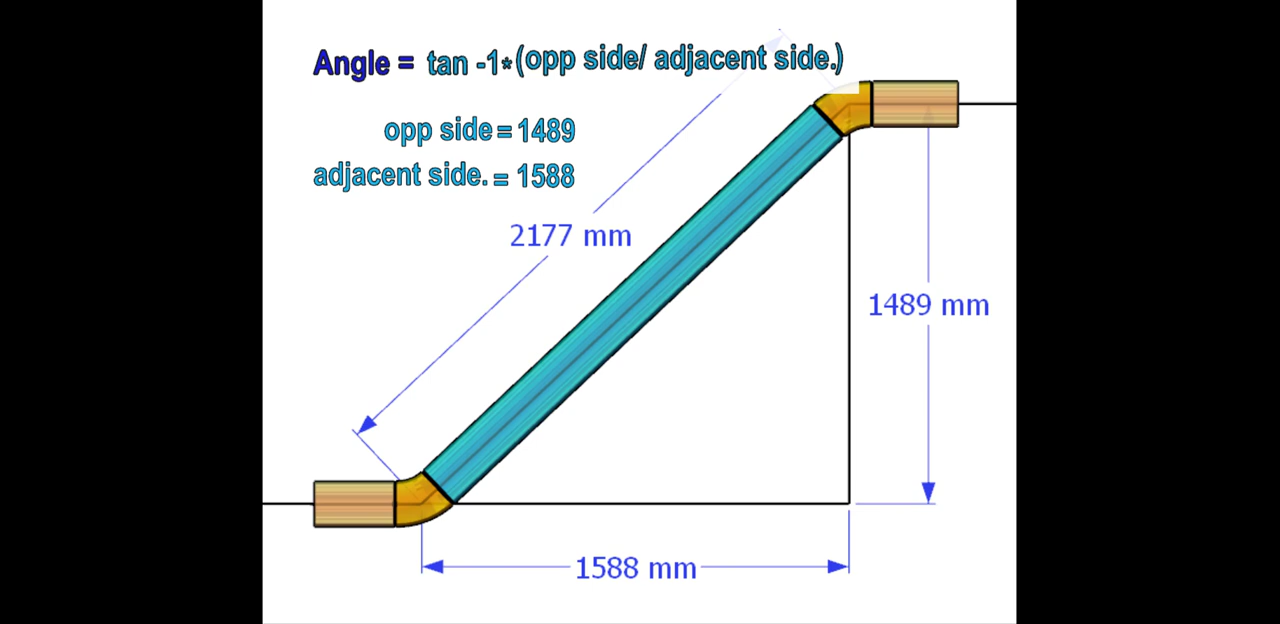 Angle = tan -1*(opp side/ adjacent side.)
opp side = 1489
adjacent side. = 1588
2177 mm
1489 mm
1588 mm